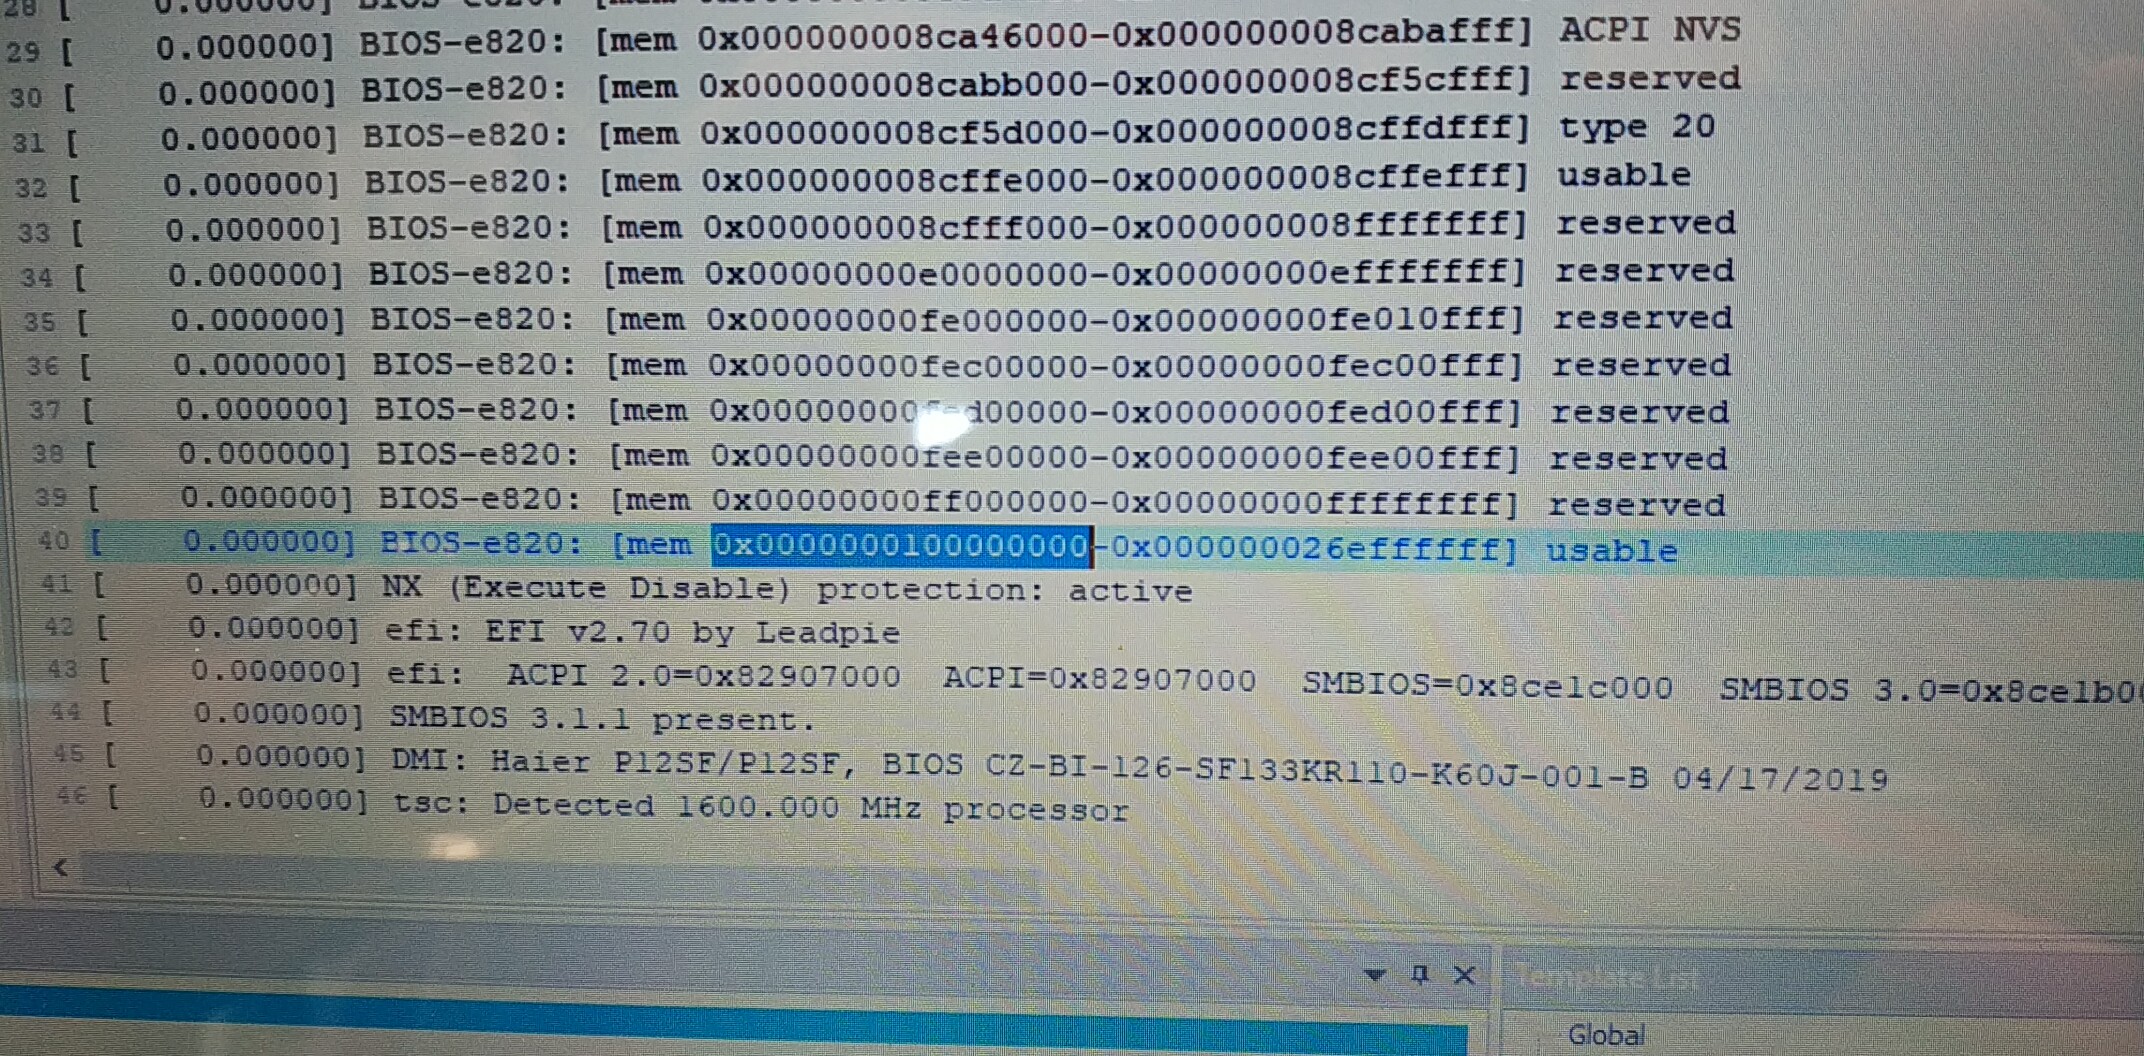 28 [ 0.000000] BIOS-e820: [mem
29 [ 0.000000] BIOS-e820: [mem 0x000000008ca46000-0x000000008cabafff] ACPI NVS
30 [ 0.000000] BIOS-e820: [mem 0x000000008cabb000-0x000000008cf5cfff] reserved
31 [ 0.000000] BIOS-e820: [mem 0x000000008cf5d000-0x000000008cffdfff] type 20
32 [ 0.000000] BIOS-e820: [mem 0x000000008cffe000-0x000000008cffefff] usable
33 [ 0.000000] BIOS-e820: [mem 0x000000008cfff000-0x000000008fffffff] reserved
34 [ 0.000000] BIOS-e820: [mem 0x00000000e0000000-0x00000000efffffff] reserved
35 [ 0.000000] BIOS-e820: [mem 0x00000000fe000000-0x00000000fe010fff] reserved
36 [ 0.000000] BIOS-e820: [mem 0x00000000fec00000-0x00000000fec00fff] reserved
37 [ 0.000000] BIOS-e820: [mem 0x00000000fed00000-0x00000000fed00fff] reserved
38 [ 0.000000] BIOS-e820: [mem 0x00000000fee00000-0x00000000fee00fff] reserved
39 [ 0.000000] BIOS-e820: [mem 0x00000000ff000000-0x00000000ffffffff] reserved
40 [ 0.000000] BIOS-e820: [mem 0x0000000100000000-0x000000026effffff] usable
41 [ 0.000000] NX (Execute Disable) protection: active
42 [ 0.000000] efi: EFI v2.70 by Leadpie
43 [ 0.000000] efi: ACPI 2.0=0x82907000 ACPI=0x82907000 SMBIOS=0x8ce1c000 SMBIOS 3.0=0x8ce1b0
44 [ 0.000000] SMBIOS 3.1.1 present.
45 [ 0.000000] DMI: Haier P12SF/P12SF, BIOS CZ-BI-126-SF133KR110-K60J-001-B 04/17/2019
46 [ 0.000000] tsc: Detected 1600.000 MHz processor
Template List
Global